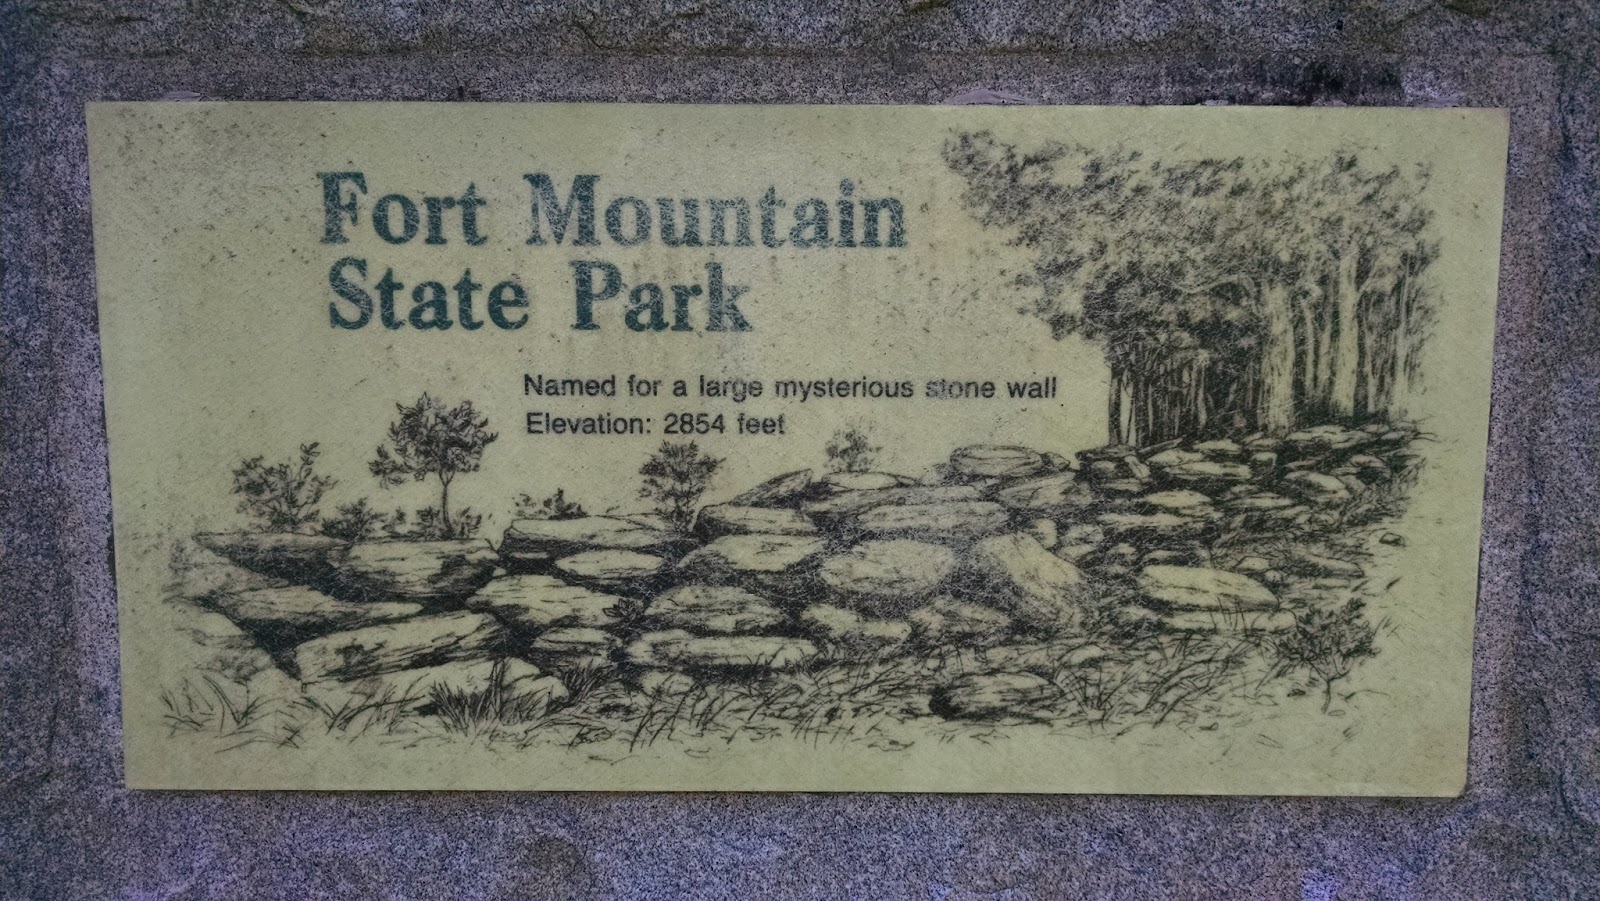 Fort Mountain
State Park
Named for a large mysterious stone wall
Elevation: 2854 feet